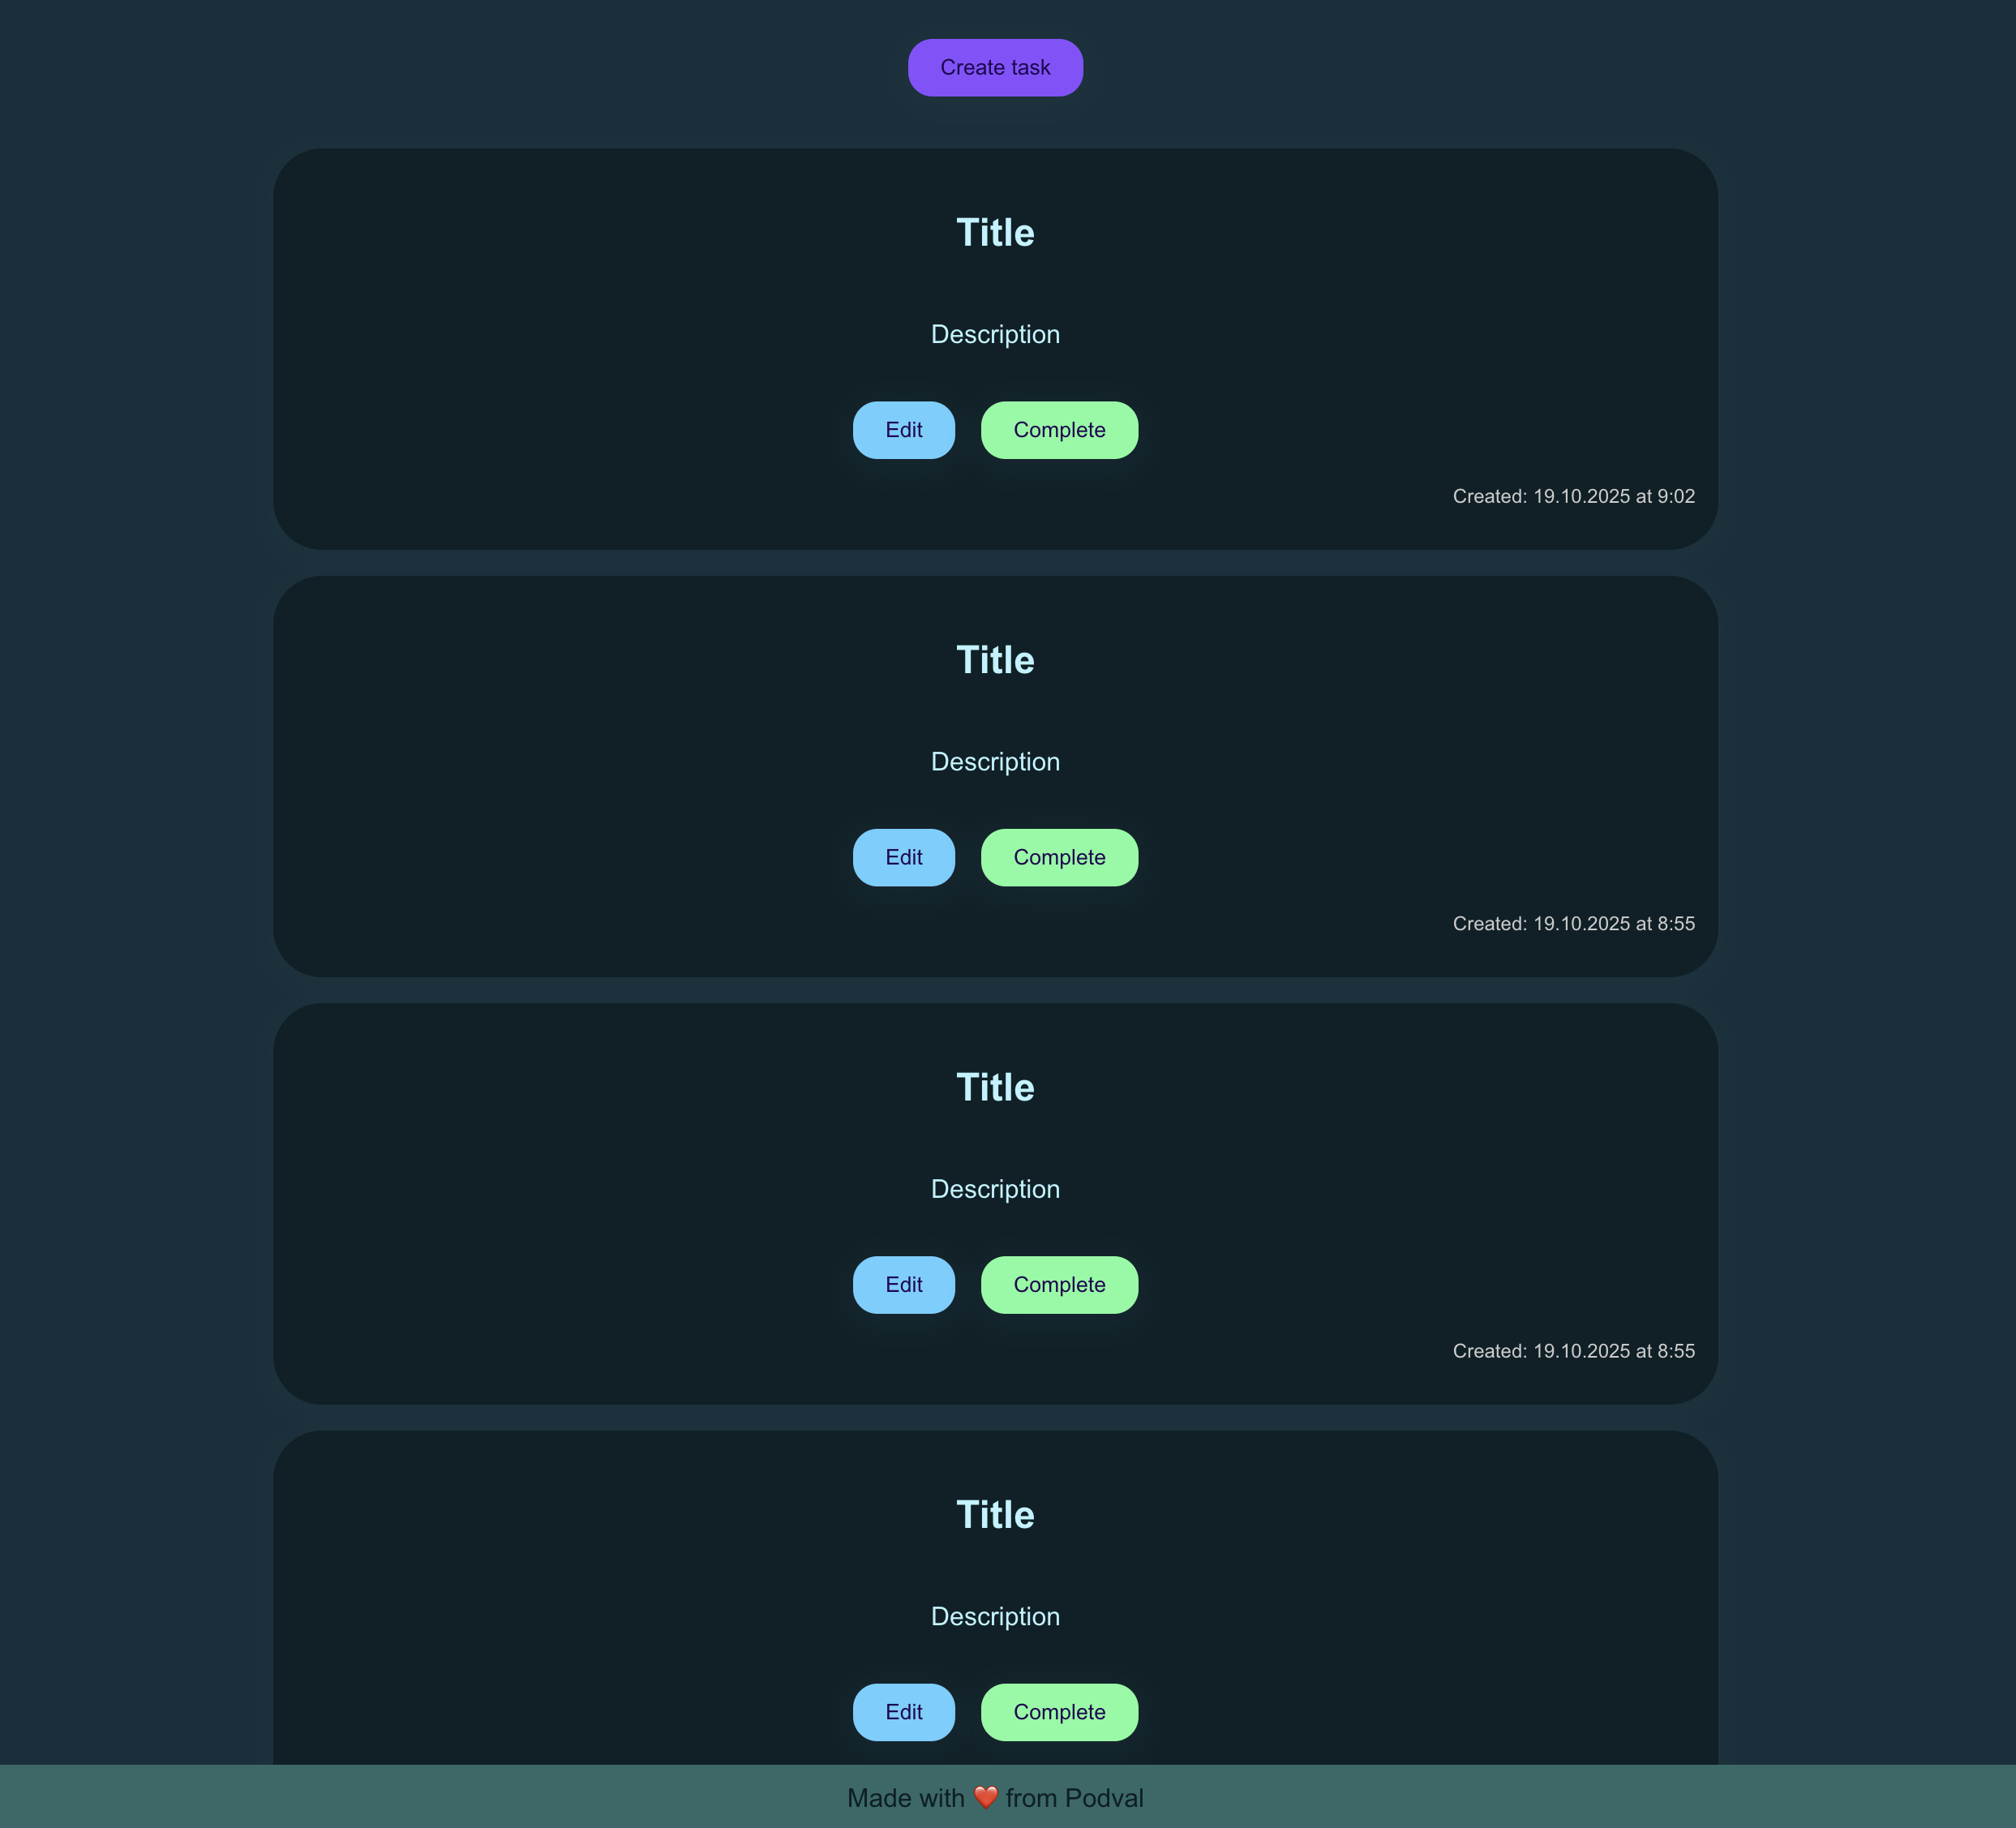 Create task
Title
Description
Edit Complete
Created: 19.10.2025 at 9:02
Title
Description
Edit Complete
Created: 19.10.2025 at 8:55
Title
Description
Edit Complete
Created: 19.10.2025 at 8:55
Title
Description
Edit Complete
Made with ❤️ from Podval